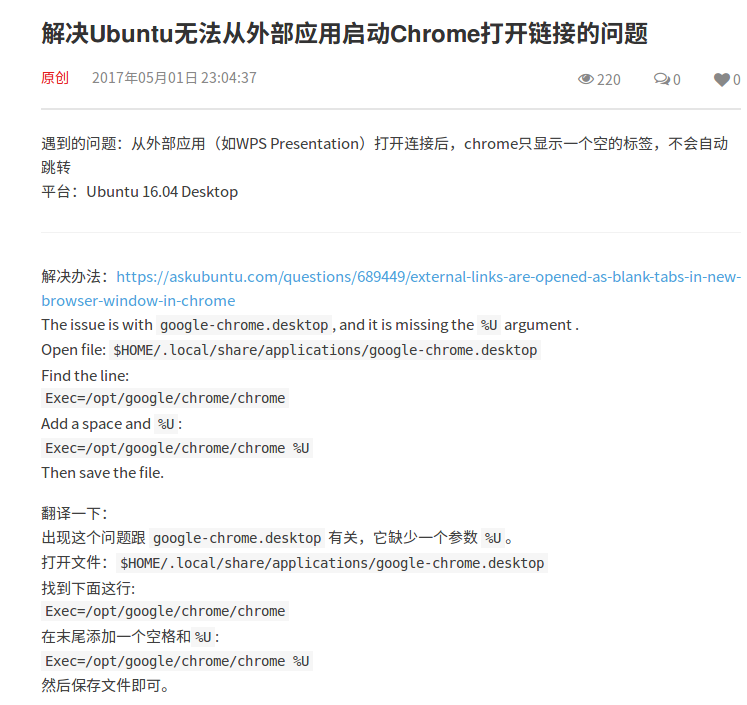 解决Ubuntu无法从外部应用启动Chrome打开链接的问题
原创 2017年05月01日 23:04:37 220 0 0
遇到的问题：从外部应用（如WPS Presentation）打开连接后，chrome只显示一个空的标签，不会自动
跳转
平台：Ubuntu 16.04 Desktop
解决办法：https://askubuntu.com/questions/689449/external-links-are-opened-as-blank-tabs-in-new-
browser-window-in-chrome
The issue is with google-chrome.desktop , and it is missing the %U argument .
Open file: $HOME/.local/share/applications/google-chrome.desktop
Find the line:
Exec=/opt/google/chrome/chrome
Add a space and %U :
Exec=/opt/google/chrome/chrome %U
Then save the file.
翻译一下：
出现这个问题跟 google-chrome.desktop 有关，它缺少一个参数 %U 。
打开文件： $HOME/.local/share/applications/google-chrome.desktop
找到下面这行:
Exec=/opt/google/chrome/chrome
在末尾添加一个空格和 %U :
Exec=/opt/google/chrome/chrome %U
然后保存文件即可。